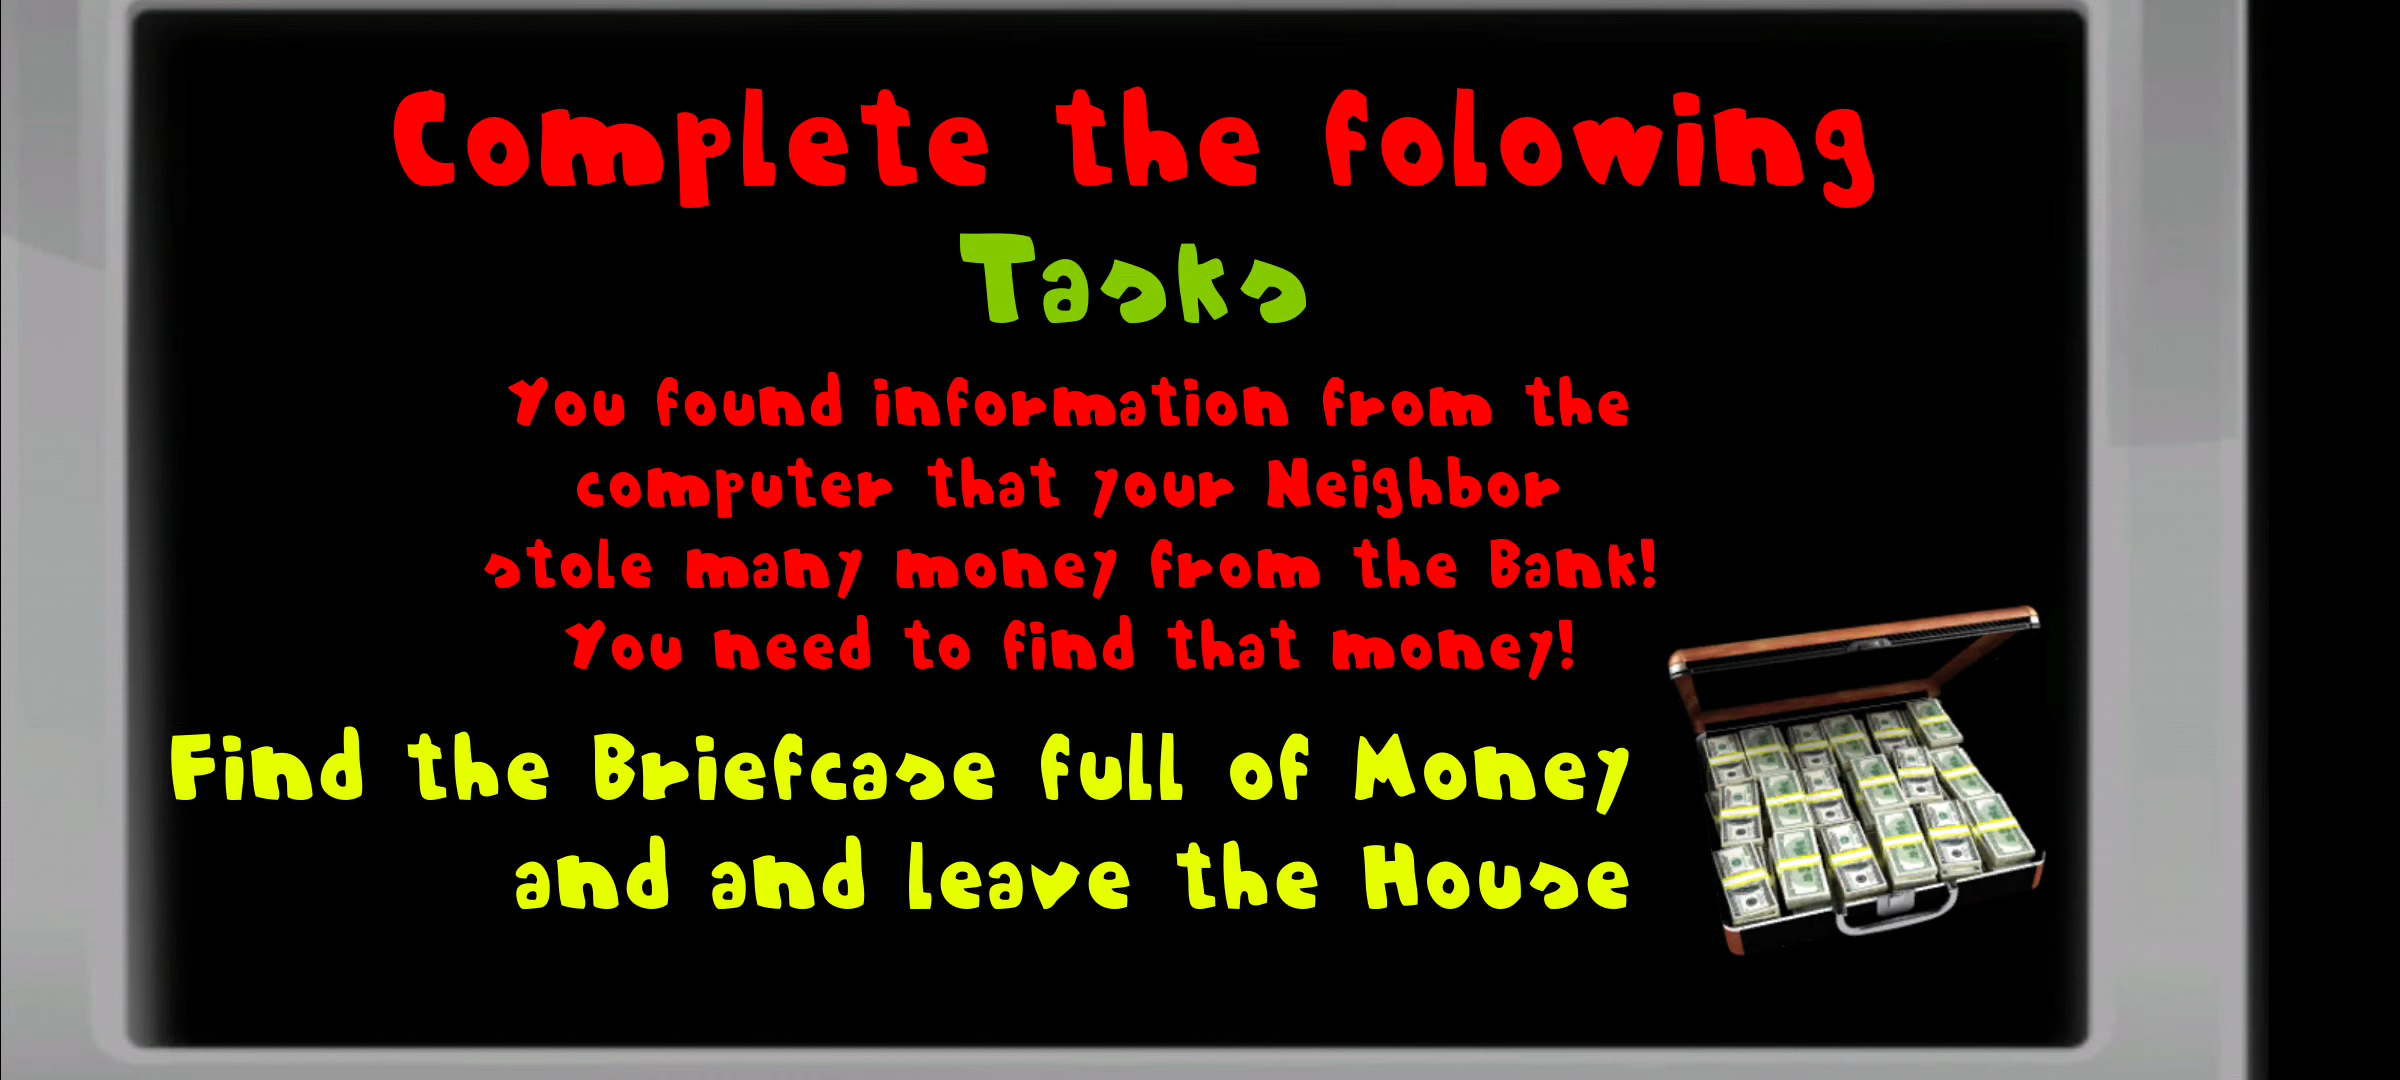 Complete the folowing
Tasks
You found information from the
computer that your Neighbor
stole many money from the Bank!
You need to find that money!
Find the Briefcase full of Money
and and leave the House